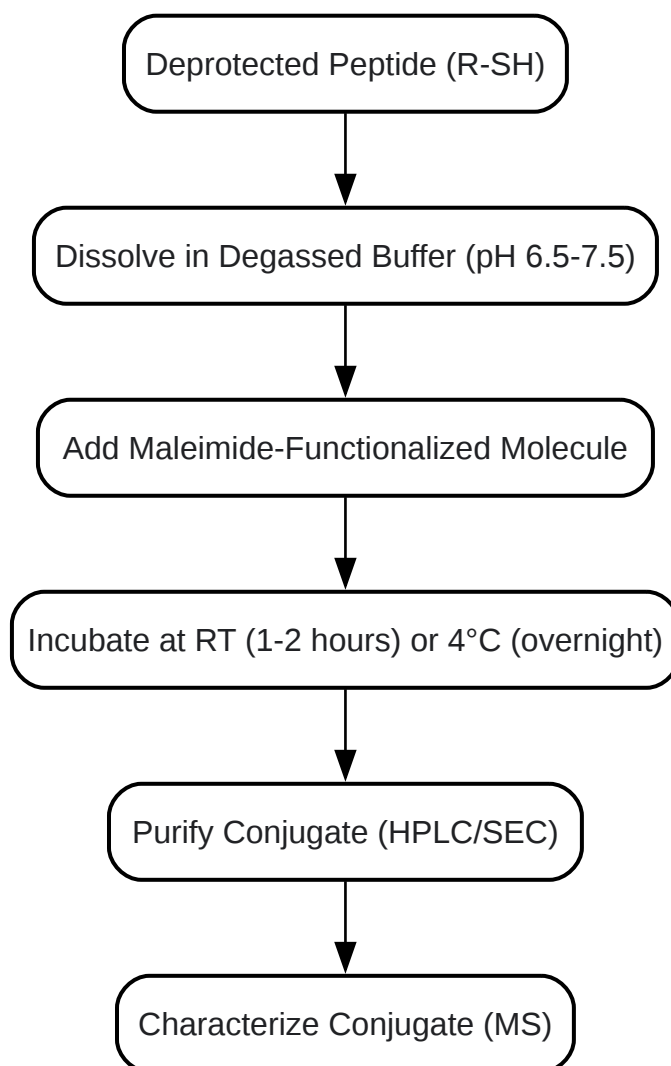 Deprotected Peptide (R-SH)
Dissolve in Degassed Buffer (pH 6.5-7.5)
Add Maleimide-Functionalized Molecule
Incubate at RT (1-2 hours) or 4°C (overnight)
Purify Conjugate (HPLC/SEC)
Characterize Conjugate (MS)